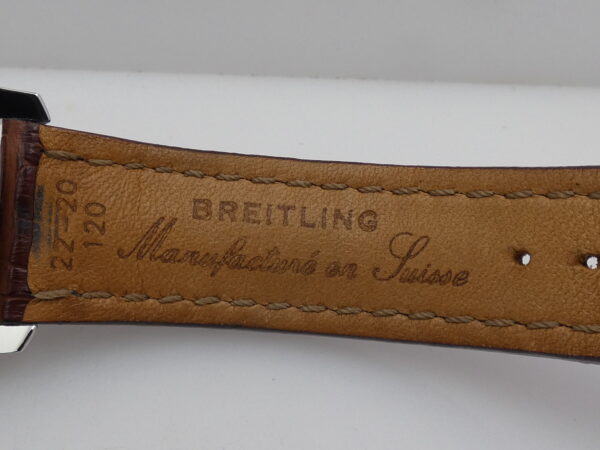 BREITLING
Manufacturé en Suisse
22-20
120